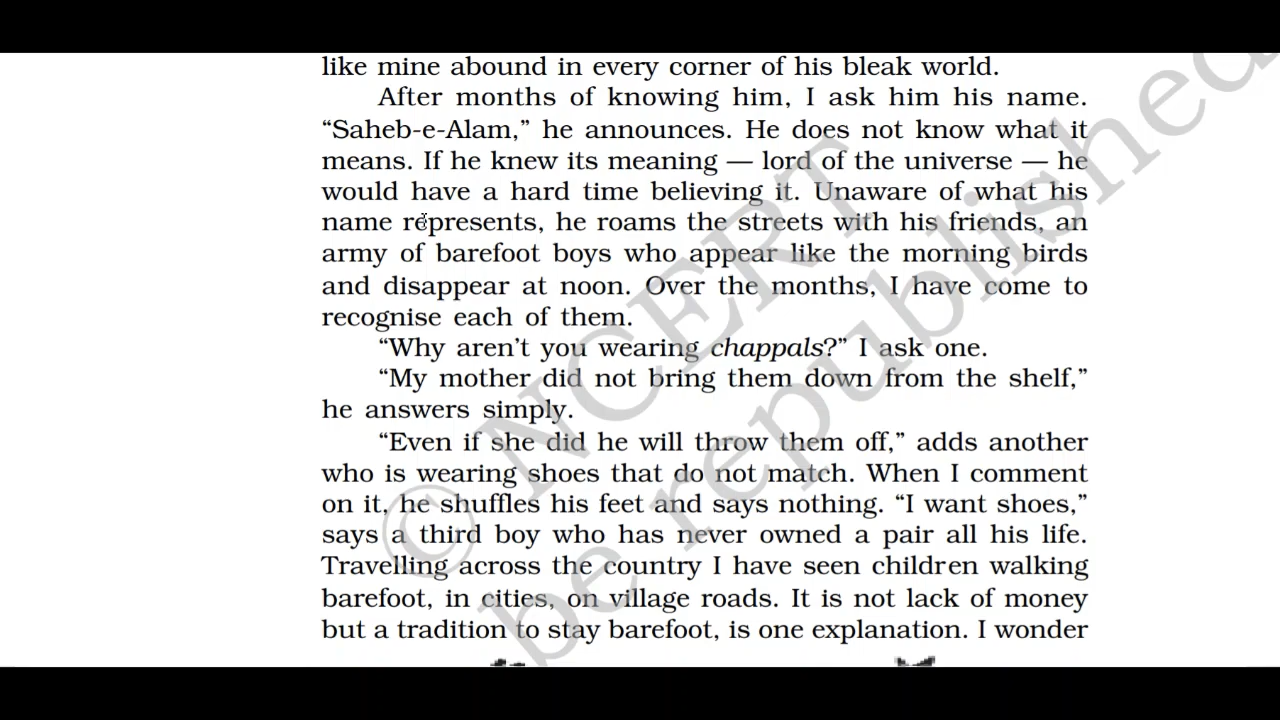 like mine abound in every corner of his bleak world.
After months of knowing him, I ask him his name.
“Saheb-e-Alam,” he announces. He does not know what it
means. If he knew its meaning — lord of the universe — he
would have a hard time believing it. Unaware of what his
name represents, he roams the streets with his friends, an
army of barefoot boys who appear like the morning birds
and disappear at noon. Over the months, I have come to
recognise each of them.
“Why aren’t you wearing chappals?” I ask one.
“My mother did not bring them down from the shelf,”
he answers simply.
“Even if she did he will throw them off,” adds another
who is wearing shoes that do not match. When I comment
on it, he shuffles his feet and says nothing. “I want shoes,”
says a third boy who has never owned a pair all his life.
Travelling across the country I have seen children walking
barefoot, in cities, on village roads. It is not lack of money
but a tradition to stay barefoot, is one explanation. I wonder
© NCERT
be republished